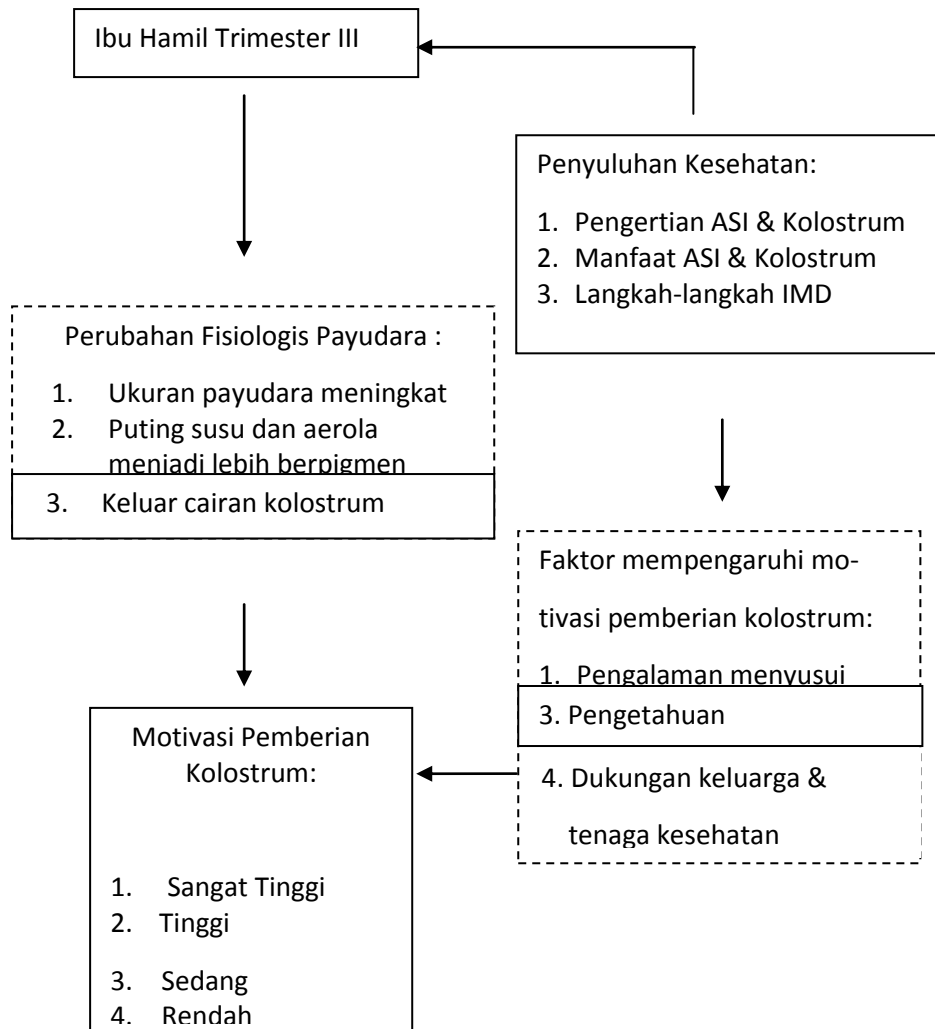 Ibu Hamil Trimester III
Penyuluhan Kesehatan:
1. Pengertian ASI & Kolostrum
2. Manfaat ASI & Kolostrum
3. Langkah-langkah IMD
Perubahan Fisiologis Payudara :
1. Ukuran payudara meningkat
2. Puting susu dan aerola
menjadi lebih berpigmen
3. Keluar cairan kolostrum
Faktor mempengaruhi mo-
tivasi pemberian kolostrum:
1. Pengalaman menyusui
3. Pengetahuan
4. Dukungan keluarga &
tenaga kesehatan
Motivasi Pemberian
Kolostrum:
1. Sangat Tinggi
2. Tinggi
3. Sedang
4. Rendah